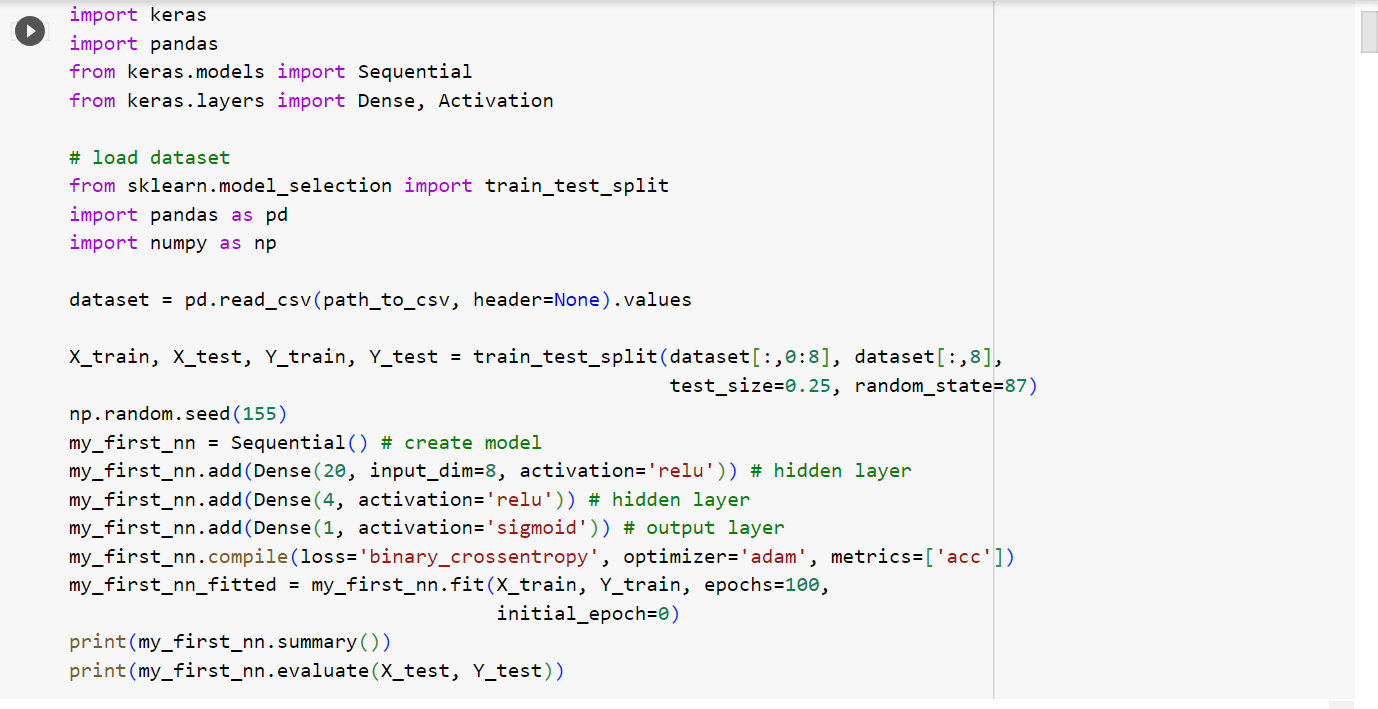 import keras
import pandas
from keras.models import Sequential
from keras.layers import Dense, Activation

# load dataset
from sklearn.model_selection import train_test_split
import pandas as pd
import numpy as np

dataset = pd.read_csv(path_to_csv, header=None).values

X_train, X_test, Y_train, Y_test = train_test_split(dataset[:,0:8], dataset[:,8],
                                                    test_size=0.25, random_state=87)
np.random.seed(155)
my_first_nn = Sequential() # create model
my_first_nn.add(Dense(20, input_dim=8, activation='relu')) # hidden layer
my_first_nn.add(Dense(4, activation='relu')) # hidden layer
my_first_nn.add(Dense(1, activation='sigmoid')) # output layer
my_first_nn.compile(loss='binary_crossentropy', optimizer='adam', metrics=['acc'])
my_first_nn_fitted = my_first_nn.fit(X_train, Y_train, epochs=100,
                                     initial_epoch=0)
print(my_first_nn.summary())
print(my_first_nn.evaluate(X_test, Y_test))